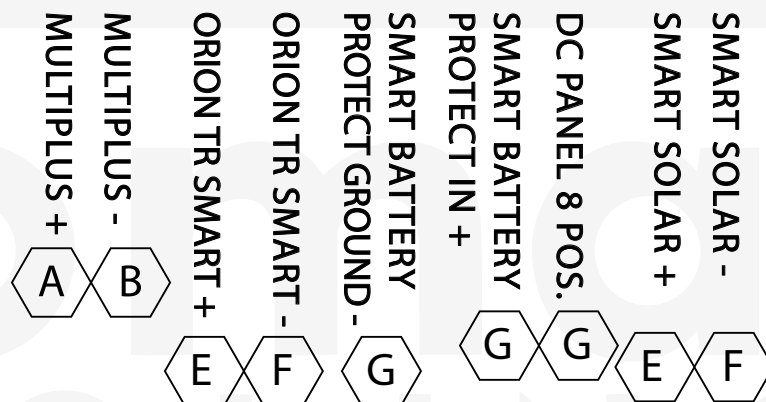 MULTIPLUS +
MULTIPLUS -
ORION TR SMART +
ORION TR SMART -
SMART BATTERY
PROTECT GROUND-
SMART BATTERY
PROTECT IN +
DC PANEL 8 POS.
SMART SOLAR +
SMART SOLAR -
A
B
E
F
G
G
G
E
F